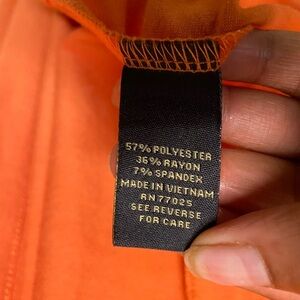 57% POLYESTER
36% RAYON
7% SPANDEX
MADE IN VIETNAM
RN 77025
SEE REVERSE
FOR CARE